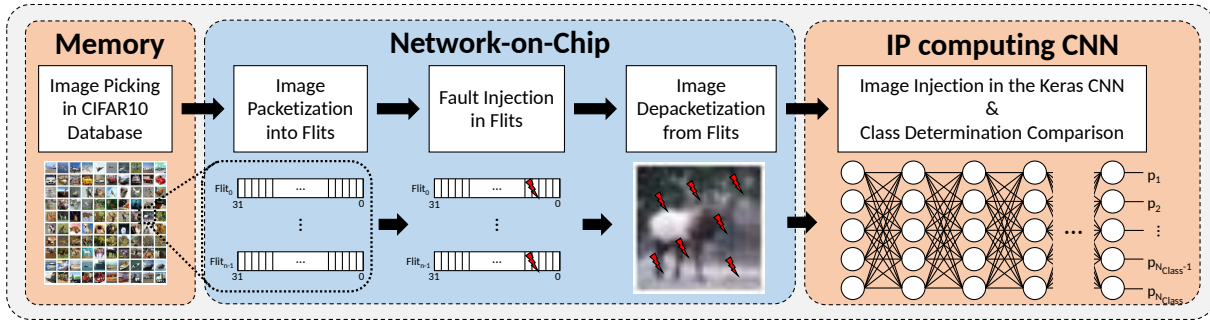 Memory
Network-on-Chip
IP computing CNN
Image Picking
in CIFAR10
Database
Image
Packetization
into Flits
Fault Injection
in Flits
Image
Depacketization
from Flits
Image Injection in the Keras CNN
&
Class Determination Comparison
Flit0
...
31
0
⋮
Flitn-1
31
0
Flit0
...
31
0
⋮
Flitn-1
31
0
...
p1
p2
⋮
pNClass-1
pNClass